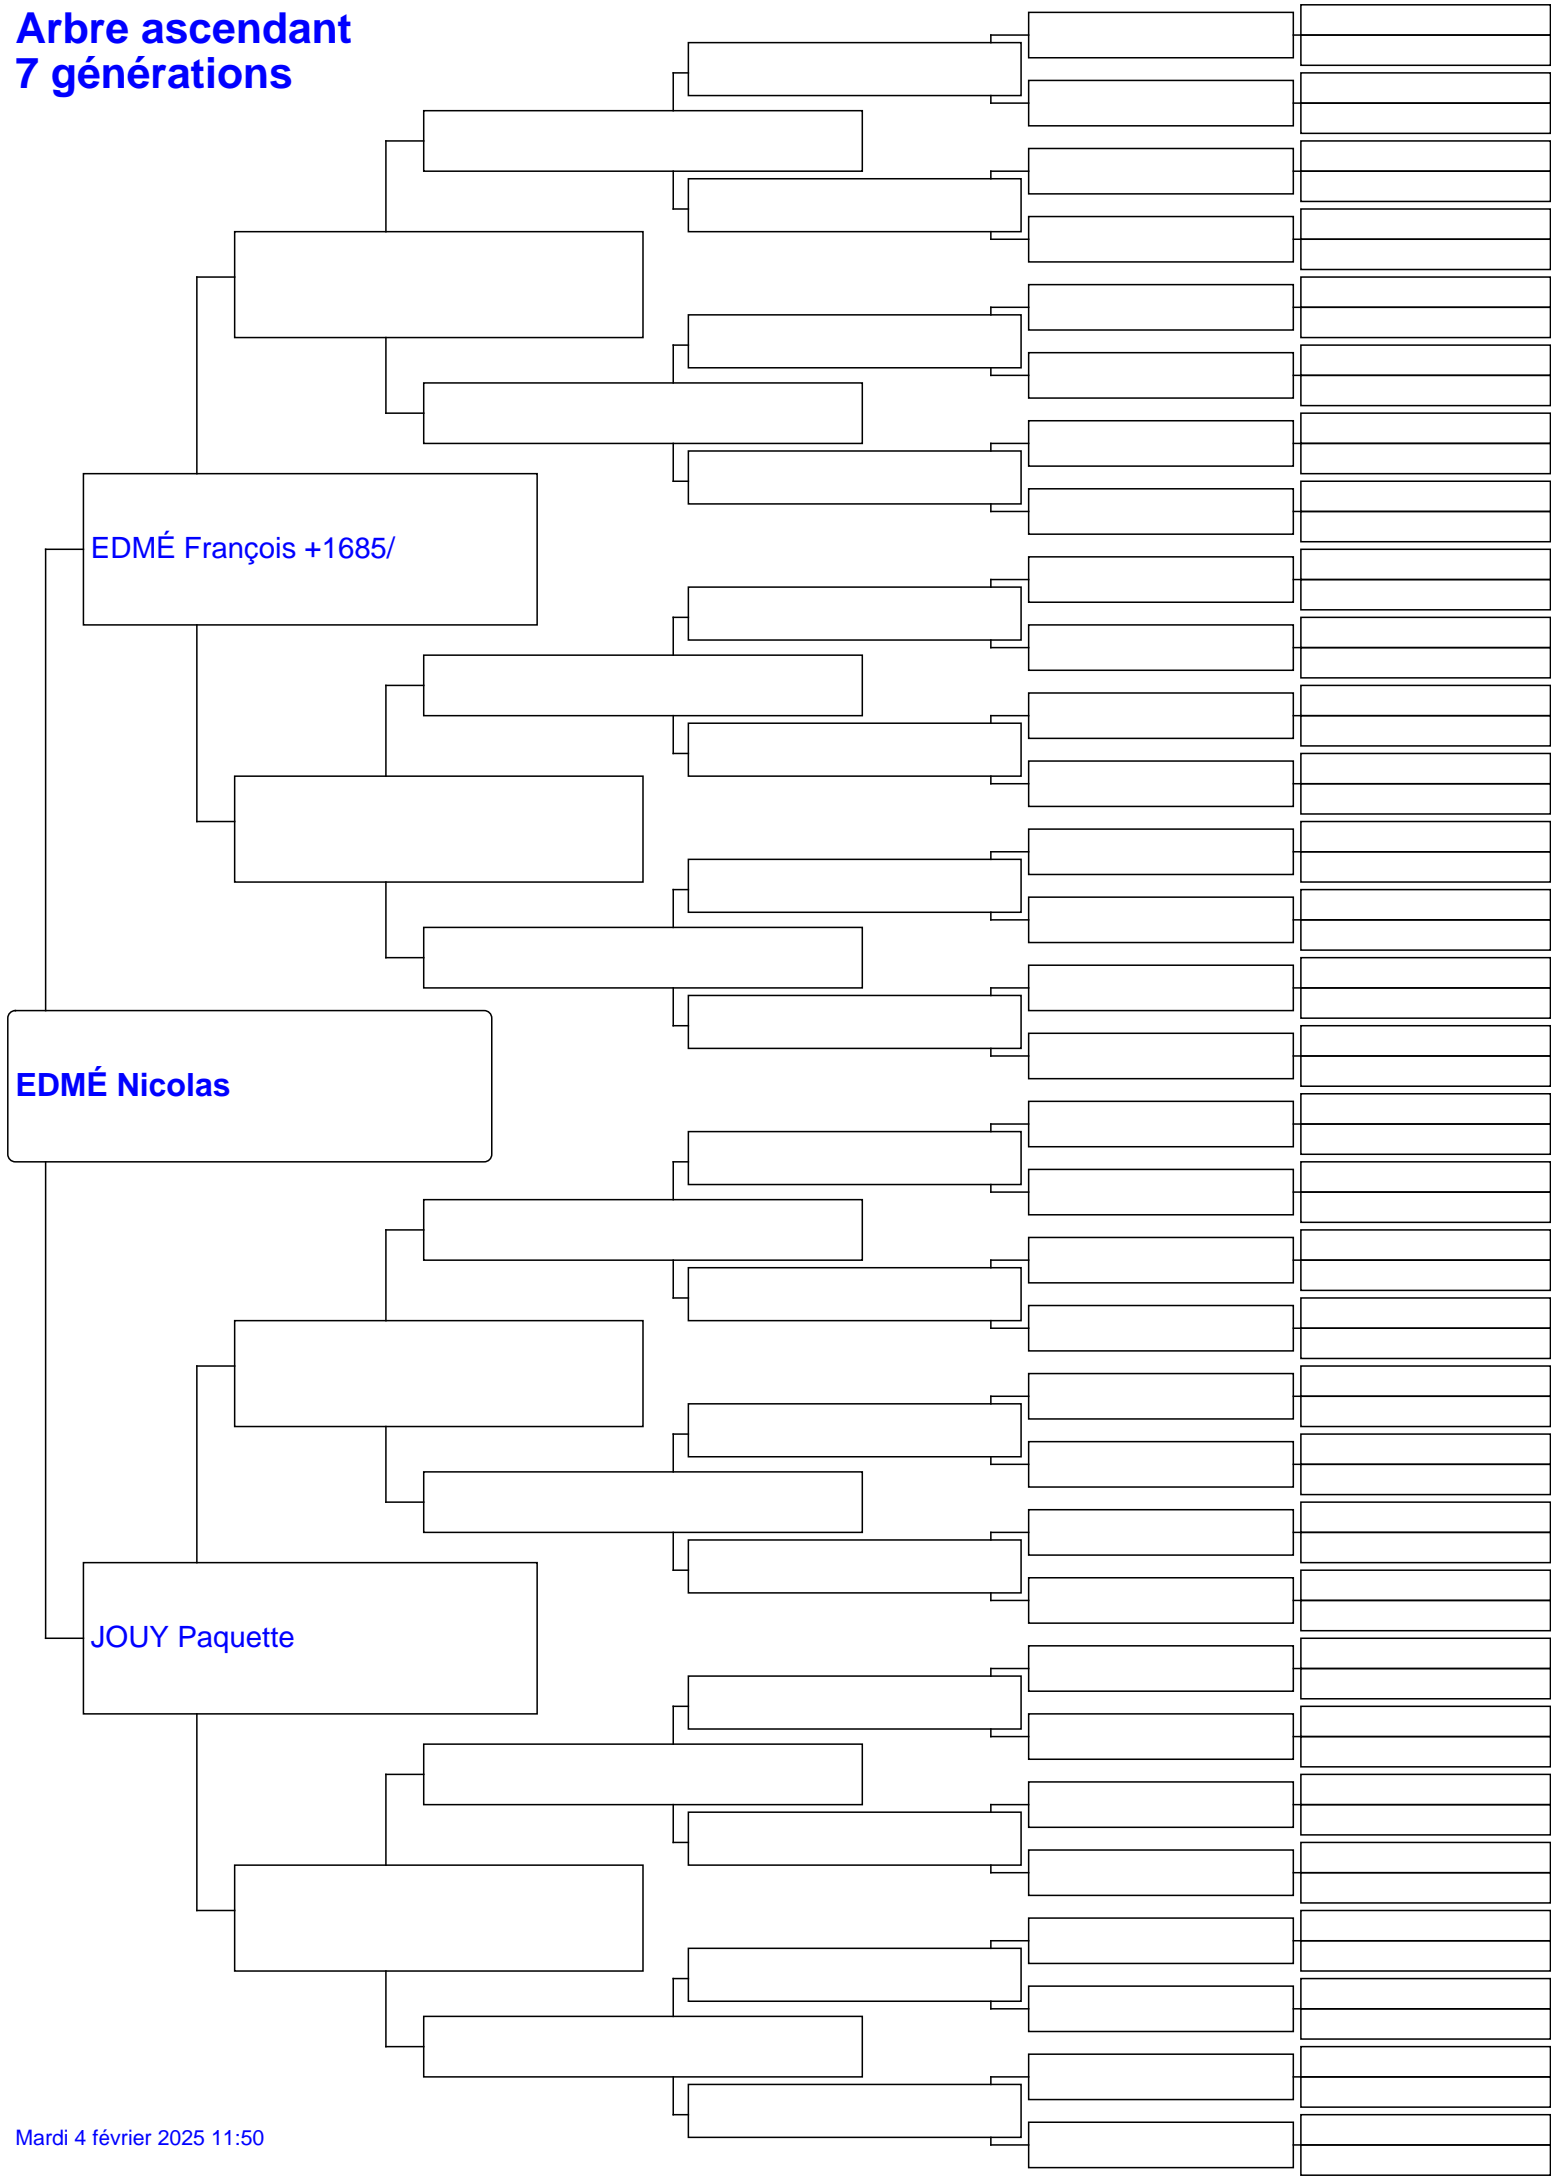 Arbre ascendant
7 générations
EDMÉ François +1685/
EDMÉ Nicolas
JOUY Paquette
Mardi 4 février 2025 11:50